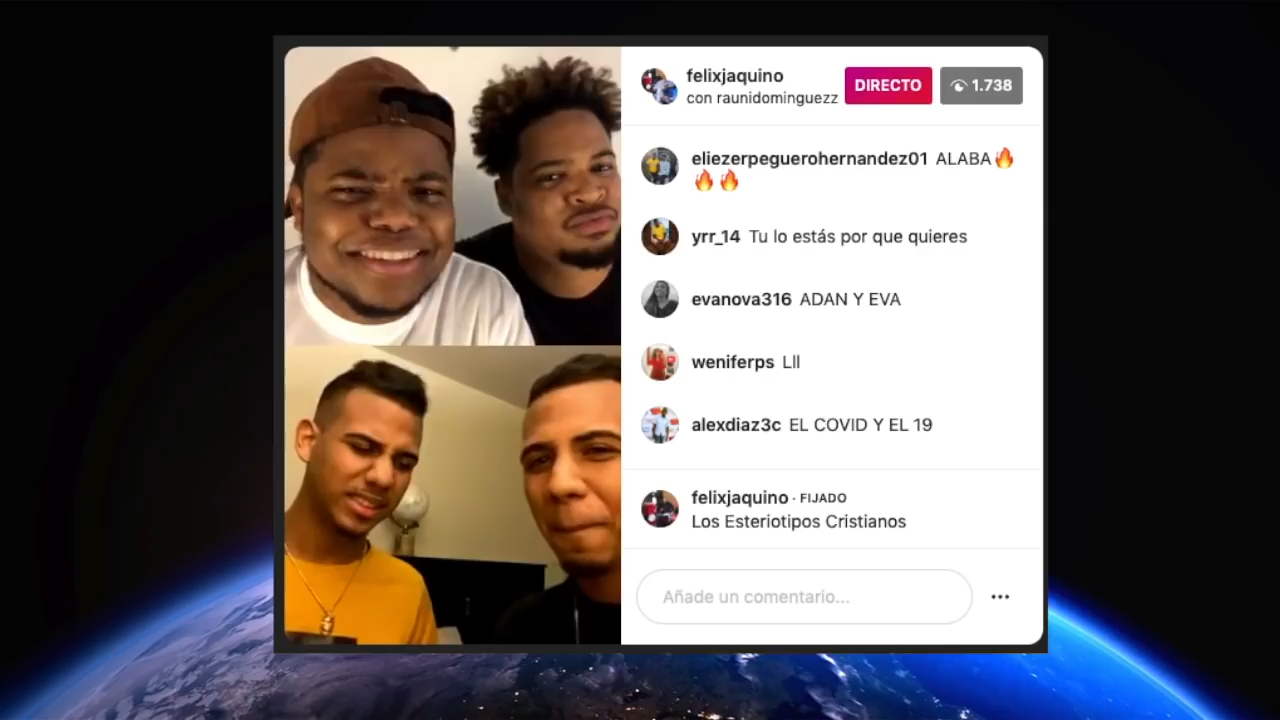 felixjaquino
con raunidominguezz
DIRECTO
1.738
eliezerpeguerohernandez01 ALABA🔥
🔥🔥
yrr_14 Tu lo estás por que quieres
evanova316 ADAN Y EVA
weniferps Lll
alexdiaz3c EL COVID Y EL 19
felixjaquino · FIJADO
Los Esteriotipos Cristianos
Añade un comentario...